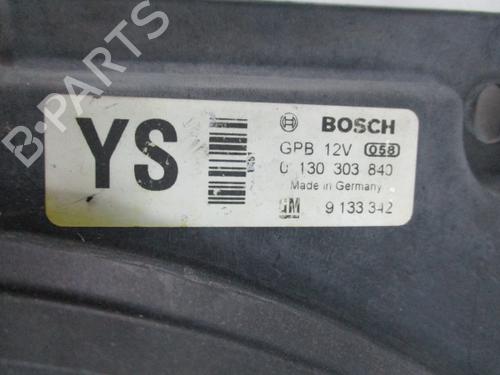 B-PARTS
YS
BOSCH
GPB 12V 058
0 130 303 840
Made in Germany
GM 9 133 342